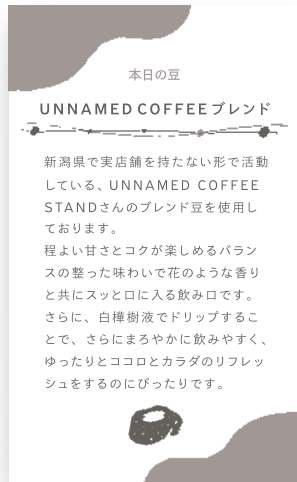 本日の豆
UNNAMED COFFEE ブレンド
新潟県で実店舗を持たない形で活動
している、UNNAMED COFFEE
STANDさんのブレンド豆を使用し
ております。
程よい甘さとコクが楽しめるバラン
スの整った味わいで花のような香り
と共にスッと口に入る飲み口です。
さらに、白樺樹液でドリップするこ
とで、さらにまろやかに飲みやすく、
ゆったりとココロとカラダのリフレッ
シュをするのにぴったりです。